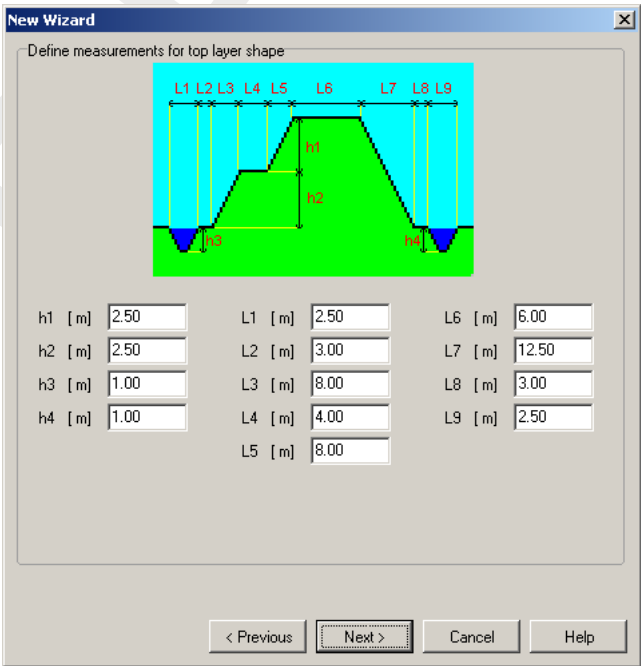 New Wizard
Define measurements for top layer shape
L1 L2 L3 L4 L5 L6 L7 L8 L9
h1
h2
h3 h4
h1 [m] 2.50 L1 [m] 2.50 L6 [m] 6.00
h2 [m] 2.50 L2 [m] 3.00 L7 [m] 12.50
h3 [m] 1.00 L3 [m] 8.00 L8 [m] 3.00
h4 [m] 1.00 L4 [m] 4.00 L9 [m] 2.50
L5 [m] 8.00
< Previous Next > Cancel Help